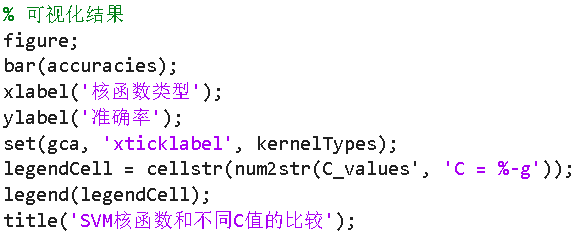 % 可视化结果
figure;
bar(accuracies);
xlabel('核函数类型');
ylabel('准确率');
set(gca, 'xticklabel', kernelTypes);
legendCell = cellstr(num2str(C_values', 'C = %-g'));
legend(legendCell);
title('SVM核函数和不同C值的比较');